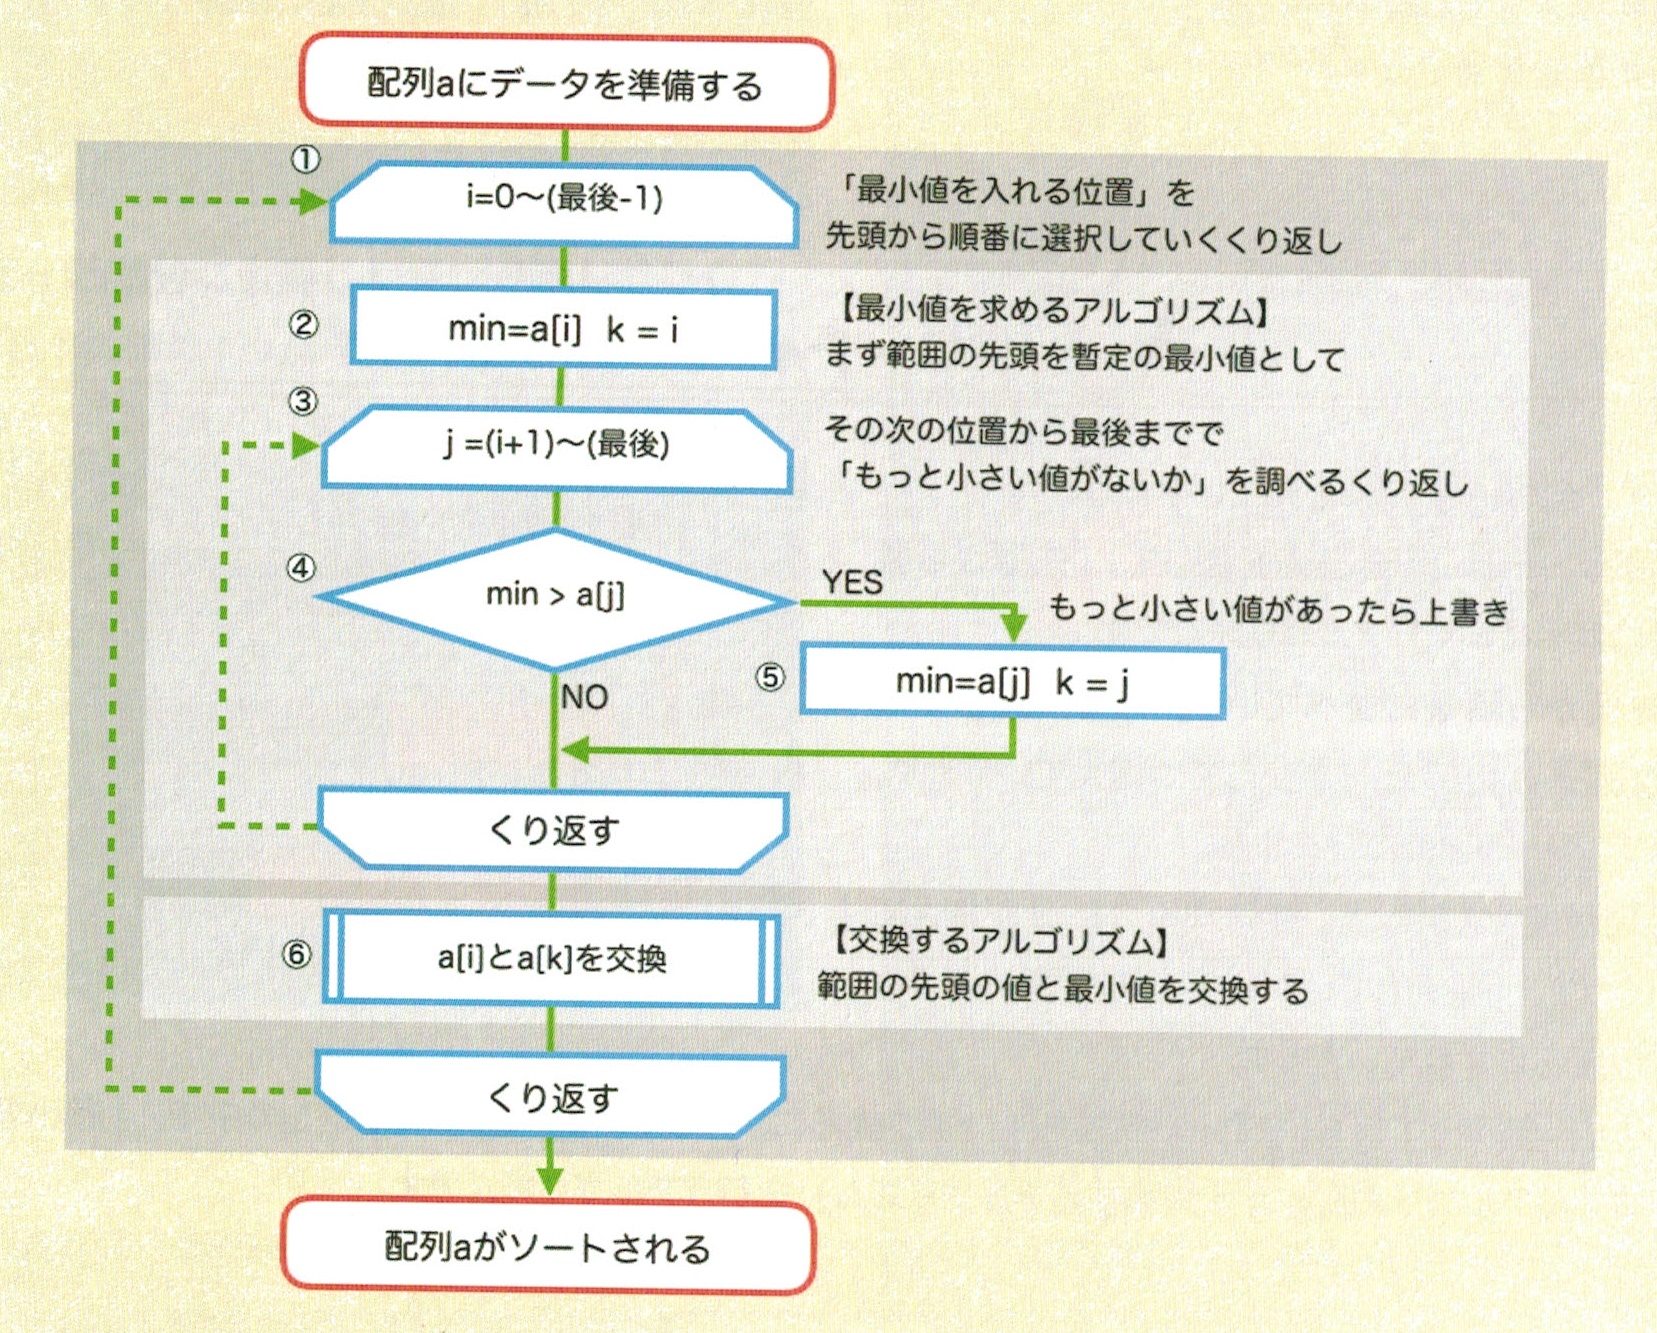 配列aにデータを準備する
①
i=0〜(最後-1)
「最小値を入れる位置」を
先頭から順番に選択していくくり返し
②
min=a[i] k = i
【最小値を求めるアルゴリズム】
まず範囲の先頭を暫定の最小値として
③
j =(i+1)〜(最後)
その次の位置から最後までで
「もっと小さい値がないか」を調べるくり返し
④
min > a[j]
YES
もっと小さい値があったら上書き
⑤
min=a[j] k = j
NO
くり返す
⑥
a[i]とa[k]を交換
【交換するアルゴリズム】
範囲の先頭の値と最小値を交換する
くり返す
配列aがソートされる